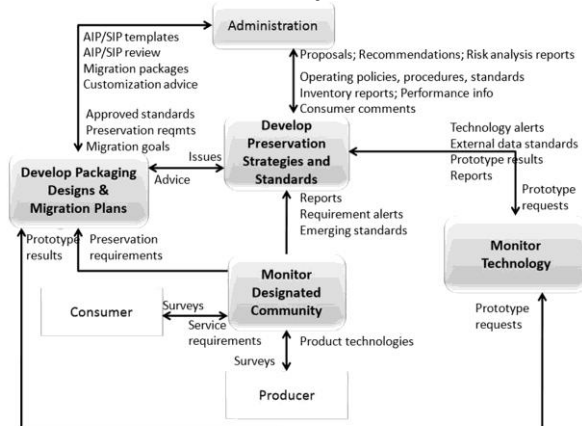 Administration
AIP/SIP templates
AIP/SIP review
Migration packages
Customization advice
Proposals; Recommendations; Risk analysis reports
Operating policies, procedures, standards
Inventory reports; Performance info
Consumer comments
Approved standards
Preservation reqmts
Migration goals
Issues
Advice
Develop
Preservation
Strategies and
Standards
Technology alerts
External data standards
Prototype results
Reports
Prototype
requests
Develop Packaging
Designs &
Migration Plans
Reports
Requirement alerts
Emerging standards
Monitor
Technology
Prototype
results
Preservation
requirements
Monitor
Designated
Community
Consumer
Surveys
Service
requirements
Product technologies
Surveys
Prototype
requests
Producer